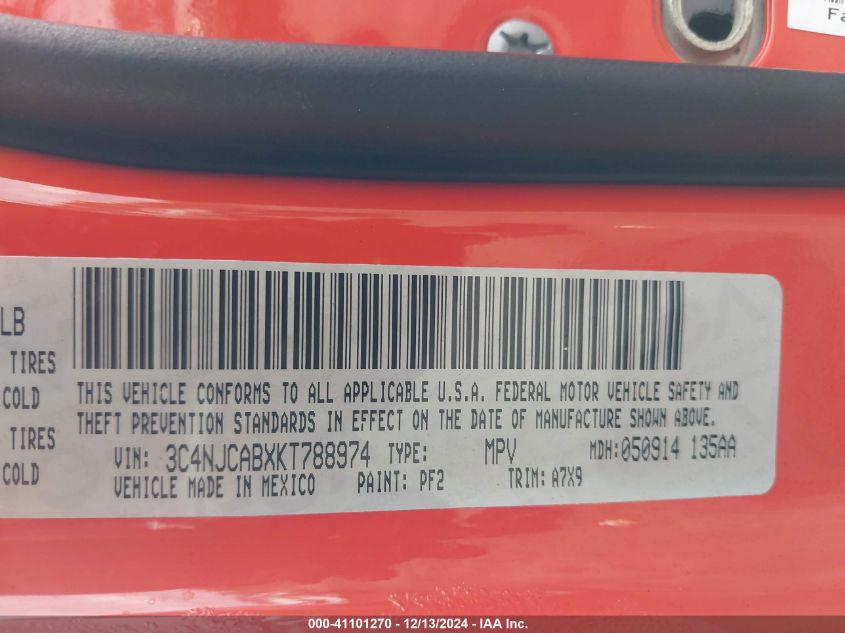 Fa
LB
TIRES
COLD
TIRES
COLD
THIS VEHICLE CONFORMS TO ALL APPLICABLE U.S.A. FEDERAL MOTOR VEHICLE SAFETY AND
THEFT PREVENTION STANDARDS IN EFFECT ON THE DATE OF MANUFACTURE SHOWN ABOVE.
VIN: 3C4NJCABXKT788974 TYPE: MPV MDH:050914 135AA
VEHICLE MADE IN MEXICO PAINT: PF2 TRIM: A7X9
000-41101270 - 12/13/2024 - IAA Inc.